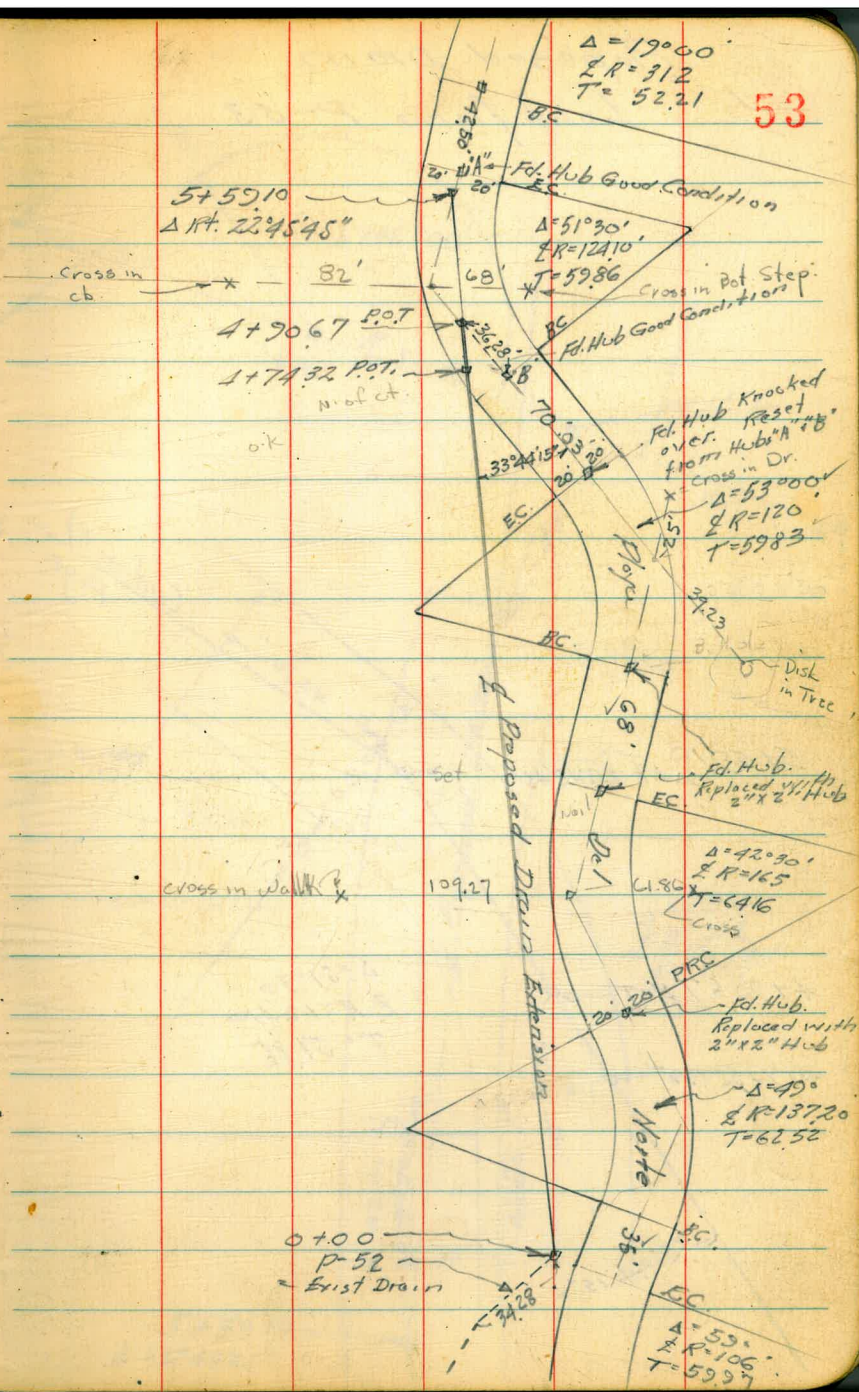 Δ = 19°00'
℄ R = 312
T = 52.21
53
B.C.
42.50'
20'
"A"
20'
Fd. Hub Good Condition
E.C.
5+59.10
Δ Rt. 22°45'45"
Δ=51°30'
℄ R=124.10'
T=59.86
Cross in
cb.
82'
68'
Cross in Bot Step.
4+90.67 P.O.T
36.28'
"B"
B.C.
Fd. Hub Good Condition
4+74.32 P.O.T.
N. of ct.
o.k
70.03'
33°44'15"
20'
20'
Fd. Hub Knocked
over. Reset
from Hubs "A" & "B"
Cross in Dr.
52
Δ=53°00'
℄ R=120'
T=59.83
E.C.
Playa
39.23
B.C.
Disk
in Tree
68'
℄ Proposed Drain Extension
Set
Fd. Hub.
Replaced with
2"x2" Hub
E.C.
Del
Δ=42°30'
℄ R=165
T=64.16
Cross in Walk
109.27
61.86
Cross
P.R.C.
20'
20'
Fd. Hub.
Replaced with
2"x2" Hub
Δ=49°
℄ R=137.20
T=62.52
Norte
36'
B.C.
0+00
P-52
= Exist Drain
34.28
E.C.
Δ=59°
℄ R=106'
T=59.97